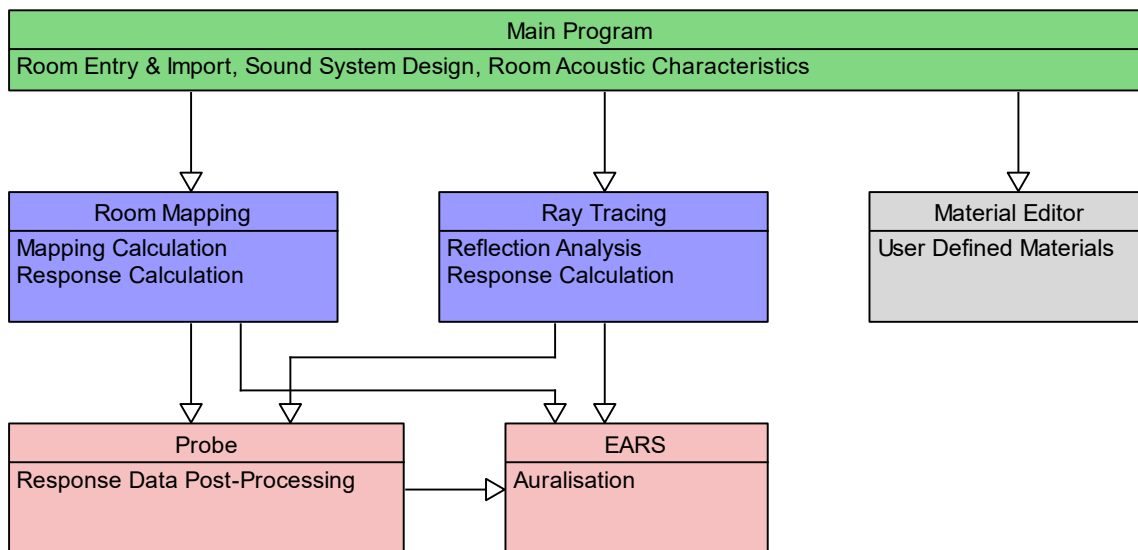 Main Program
Room Entry & Import, Sound System Design, Room Acoustic Characteristics
Room Mapping
Mapping Calculation
Response Calculation
Ray Tracing
Reflection Analysis
Response Calculation
Material Editor
User Defined Materials
Probe
Response Data Post-Processing
EARS
Auralisation